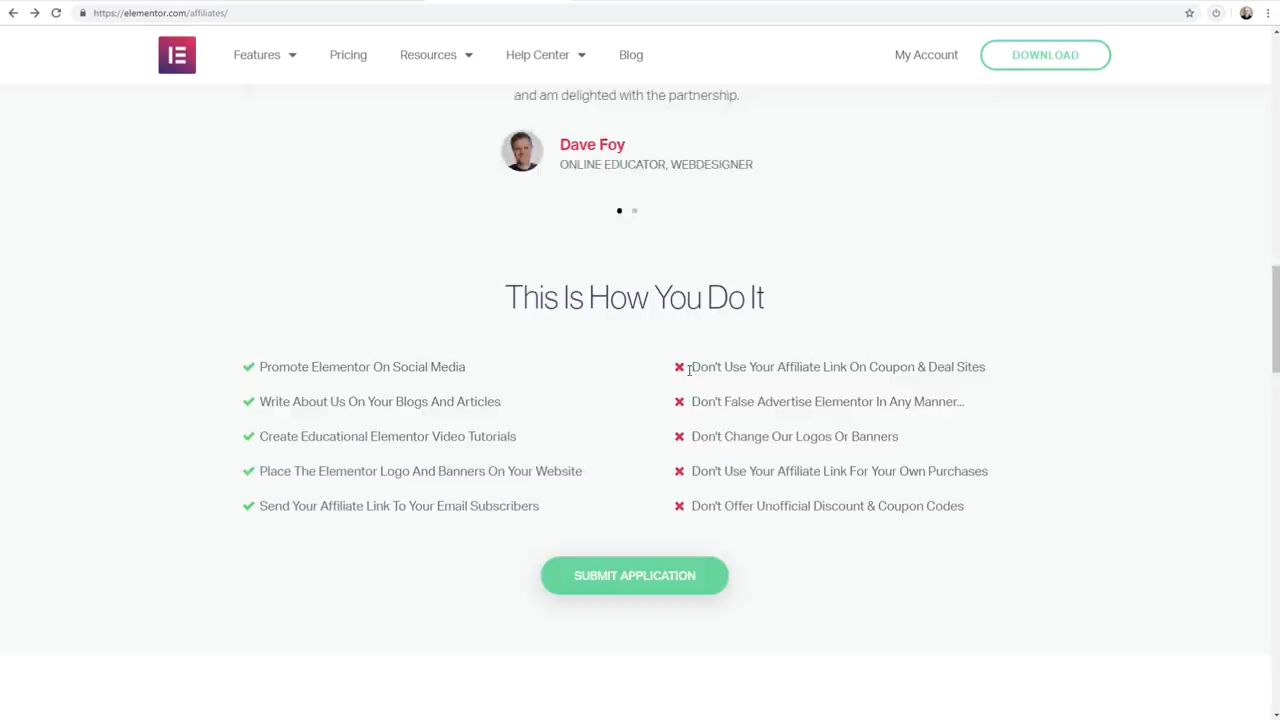 https://elementor.com/affiliates/
Features
Pricing
Resources
Help Center
Blog
My Account
DOWNLOAD
and am delighted with the partnership.
Dave Foy
ONLINE EDUCATOR, WEBDESIGNER
This Is How You Do It
Promote Elementor On Social Media
Write About Us On Your Blogs And Articles
Create Educational Elementor Video Tutorials
Place The Elementor Logo And Banners On Your Website
Send Your Affiliate Link To Your Email Subscribers
Don't Use Your Affiliate Link On Coupon & Deal Sites
Don't False Advertise Elementor In Any Manner...
Don't Change Our Logos Or Banners
Don't Use Your Affiliate Link For Your Own Purchases
Don't Offer Unofficial Discount & Coupon Codes
SUBMIT APPLICATION